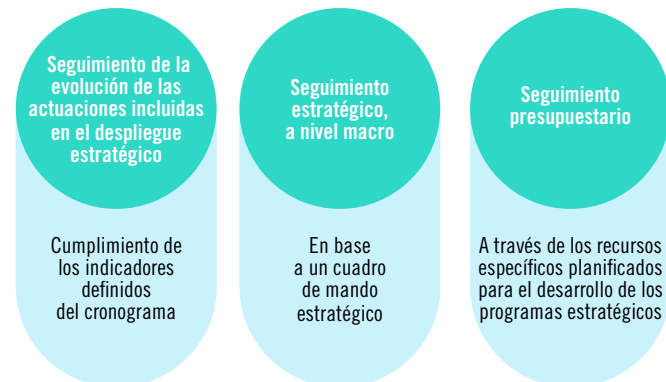 Seguimiento de la
evolución de las
actuaciones incluidas
en el despliegue
estratégico
Cumplimiento de
los indicadores
definidos
del cronograma
Seguimiento
estratégico,
a nivel macro
En base
a un cuadro
de mando
estratégico
Seguimiento
presupuestario
A través de los recursos
específicos planificados
para el desarrollo de los
programas estratégicos